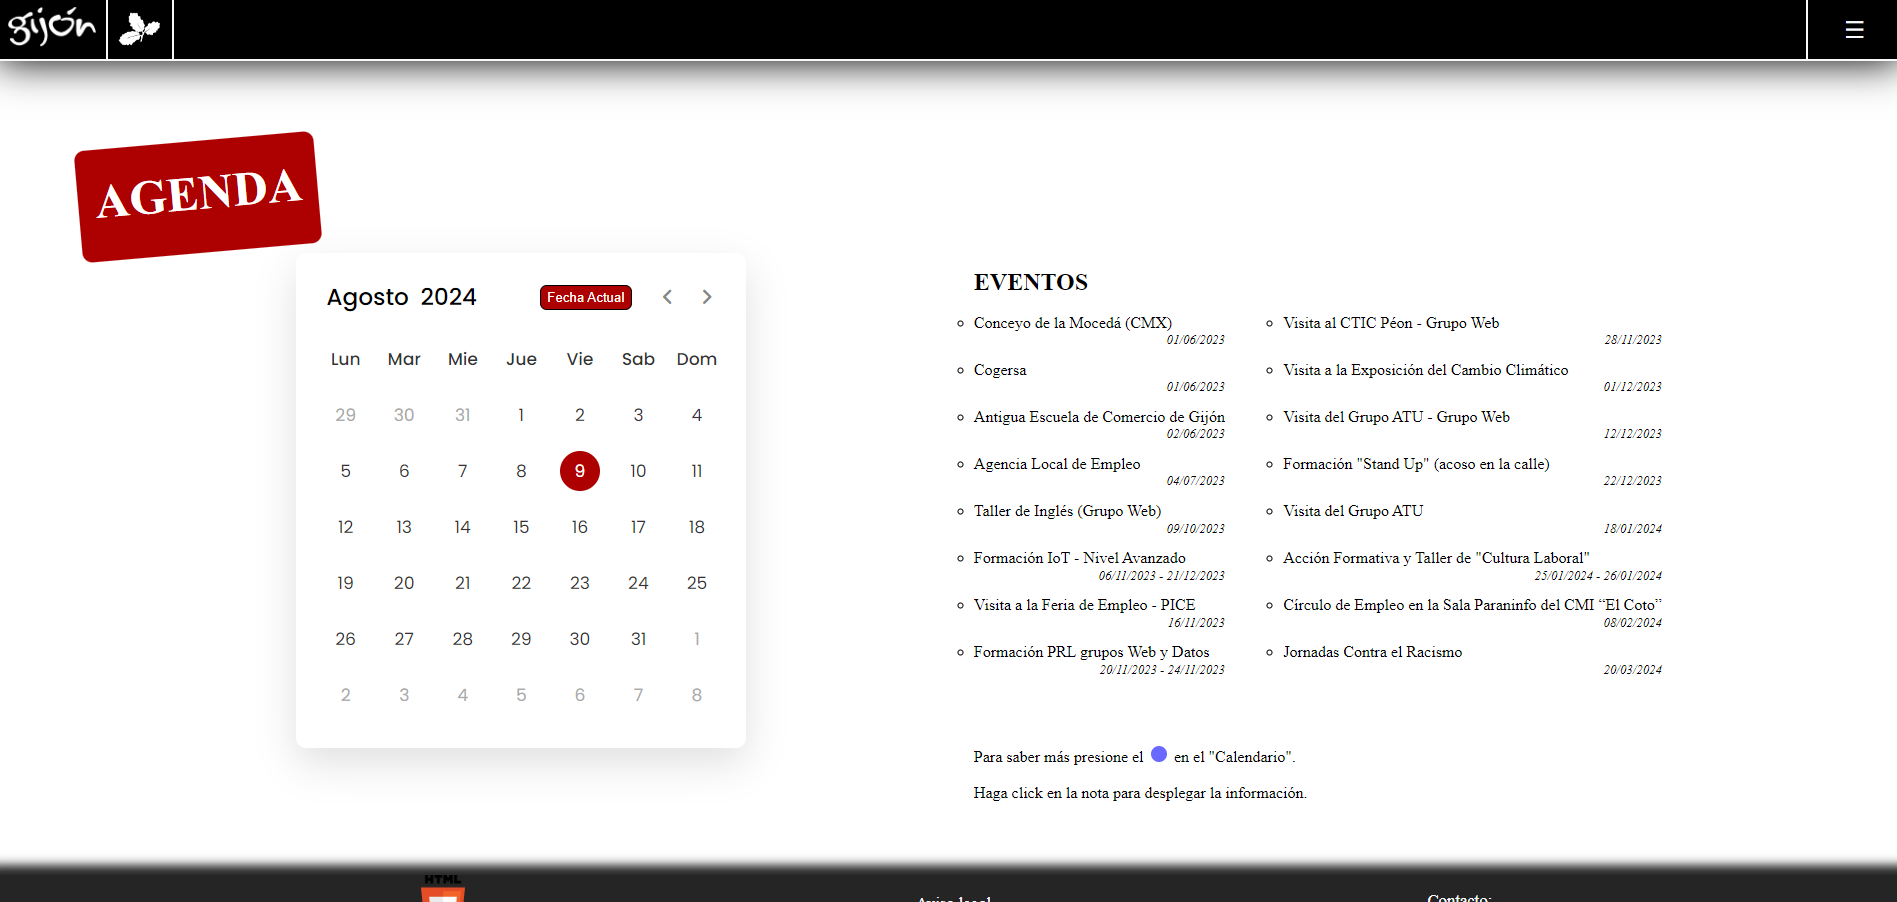 gijón
☰
AGENDA
Agosto 2024
Fecha Actual
Lun Mar Mie Jue Vie Sab Dom
29 30 31 1 2 3 4
5 6 7 8 9 10 11
12 13 14 15 16 17 18
19 20 21 22 23 24 25
26 27 28 29 30 31 1
2 3 4 5 6 7 8
EVENTOS
Conceyo de la Mocedá (CMX)
01/06/2023
Cogersa
01/06/2023
Antigua Escuela de Comercio de Gijón
02/06/2023
Agencia Local de Empleo
04/07/2023
Taller de Inglés (Grupo Web)
09/10/2023
Formación IoT - Nivel Avanzado
06/11/2023 - 21/12/2023
Visita a la Feria de Empleo - PICE
16/11/2023
Formación PRL grupos Web y Datos
20/11/2023 - 24/11/2023
Visita al CTIC Péon - Grupo Web
28/11/2023
Visita a la Exposición del Cambio Climático
01/12/2023
Visita del Grupo ATU - Grupo Web
12/12/2023
Formación "Stand Up" (acoso en la calle)
22/12/2023
Visita del Grupo ATU
18/01/2024
Acción Formativa y Taller de "Cultura Laboral"
25/01/2024 - 26/01/2024
Círculo de Empleo en la Sala Paraninfo del CMI “El Coto”
08/02/2024
Jornadas Contra el Racismo
20/03/2024
Para saber más presione el en el "Calendario".
Haga click en la nota para desplegar la información.
HTML
Contacto: